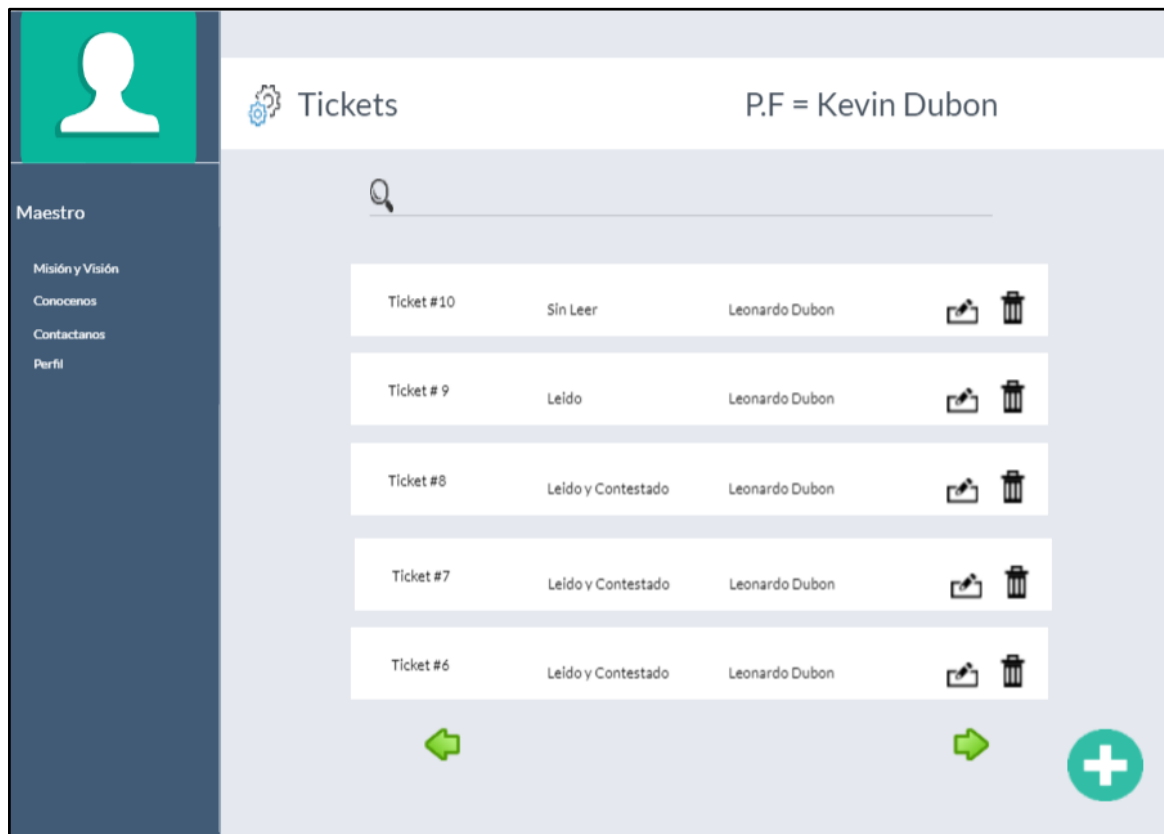 Tickets
P.F = Kevin Dubon
Maestro
Misión y Visión
Conocenos
Contactanos
Perfil
Ticket #10 Sin Leer Leonardo Dubon
Ticket # 9 Leido Leonardo Dubon
Ticket #8 Leido y Contestado Leonardo Dubon
Ticket #7 Leido y Contestado Leonardo Dubon
Ticket #6 Leido y Contestado Leonardo Dubon